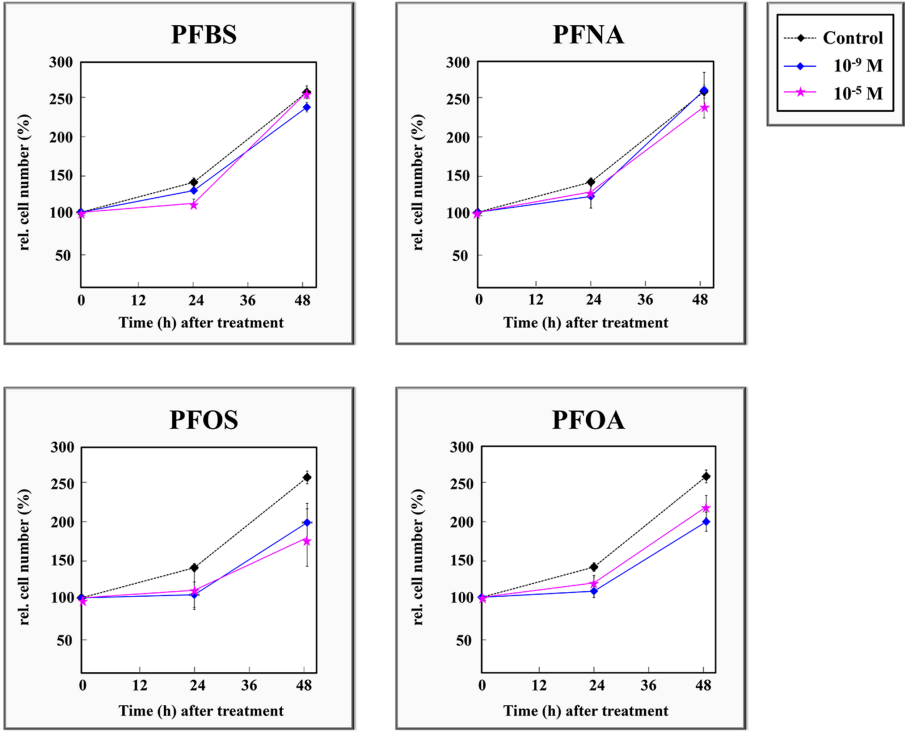 PFBS
300
250
200
150
100
50
0 12 24 36 48
rel. cell number (%)
Time (h) after treatment
PFNA
300
250
200
150
100
50
0 12 24 36 48
rel. cell number (%)
Time (h) after treatment
Control
10⁻⁹ M
10⁻⁵ M
PFOS
300
250
200
150
100
50
0 12 24 36 48
rel. cell number (%)
Time (h) after treatment
PFOA
300
250
200
150
100
50
0 12 24 36 48
rel. cell number (%)
Time (h) after treatment